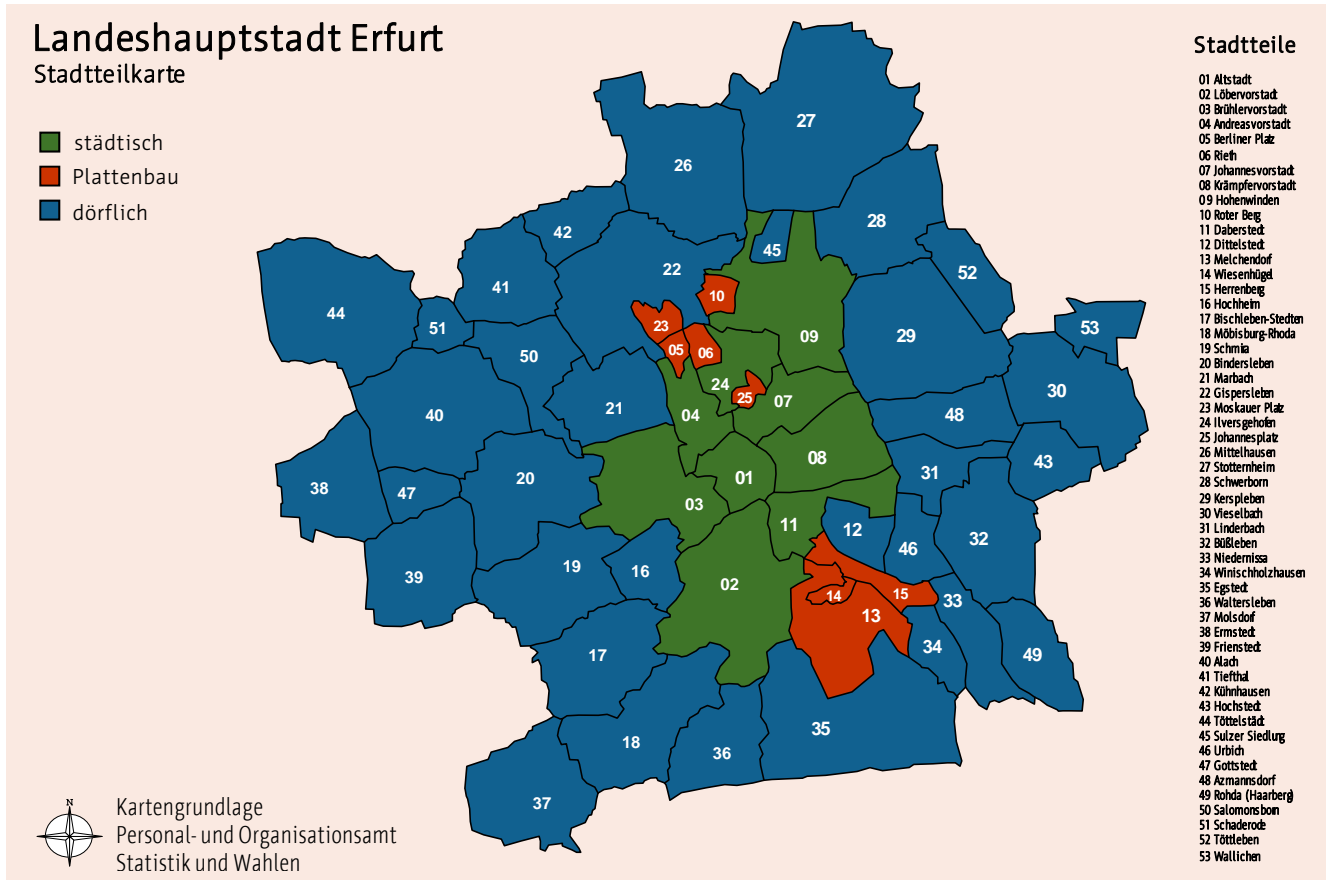 Landeshauptstadt Erfurt
Stadtteilkarte
städtisch
Plattenbau
dörflich
27
26
28
42
45
22
52
41
10
44
51
23
53
09
29
50
05
06
24
30
25
21
07
04
40
48
08
43
31
01
20
38
47
03
11
12
32
46
19
16
39
02
15
14
33
13
34
17
49
35
18
36
37
N
Kartengrundlage
Personal- und Organisationsamt
Statistik und Wahlen
Stadtteile
01 Altstadt
02 Löbervorstadt
03 Brühlervorstadt
04 Andreasvorstadt
05 Berliner Platz
06 Rieth
07 Johannesvorstadt
08 Krämpfervorstadt
09 Hohenwinden
10 Roter Berg
11 Daberstedt
12 Dittelstedt
13 Melchendorf
14 Wiesenhügel
15 Herrenberg
16 Hochheim
17 Bischleben-Stedten
18 Möbisburg-Rhoda
19 Schmira
20 Bindersleben
21 Marbach
22 Gispersleben
23 Moskauer Platz
24 Ilversgehofen
25 Johannesplatz
26 Mittelhausen
27 Stotternheim
28 Schwerborn
29 Kerspleben
30 Vieselbach
31 Linderbach
32 Büßleben
33 Niedernissa
34 Winischholzhausen
35 Egstedt
36 Waltersleben
37 Molsdorf
38 Ermstedt
39 Frienstedt
40 Alach
41 Tiefthal
42 Kühnhausen
43 Hochstedt
44 Töttelstädt
45 Sulzer Siedlung
46 Urbich
47 Gottstedt
48 Azmannsdorf
49 Rohda (Haarberg)
50 Salomonsborn
51 Schaderode
52 Töttleben
53 Wallichen